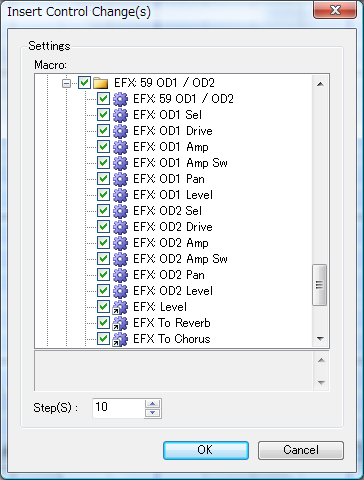 Insert Control Change(s)
Settings
Macro:
EFX: 59 OD1 / OD2
EFX: 59 OD1 / OD2
EFX: OD1 Sel
EFX: OD1 Drive
EFX: OD1 Amp
EFX: OD1 Amp Sw
EFX: OD1 Pan
EFX: OD1 Level
EFX: OD2 Sel
EFX: OD2 Drive
EFX: OD2 Amp
EFX: OD2 Amp Sw
EFX: OD2 Pan
EFX: OD2 Level
EFX: Level
EFX To Reverb
EFX To Chorus
Step(S) : 10
OK Cancel